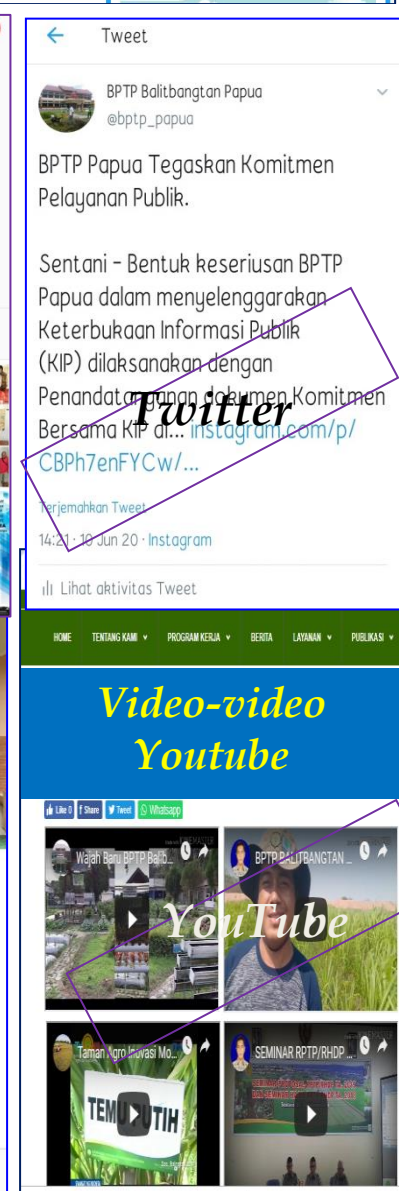 Tweet
BPTP Balitbangtan Papua
@bptp_papua
BPTP Papua Tegaskan Komitmen
Pelayanan Publik.
Sentani - Bentuk keseriusan BPTP
Papua dalam menyelenggarakan
Keterbukaan Informasi Publik
(KIP) dilaksanakan dengan
Penandatanganan dokumen Komitmen
Bersama KIP di... instagram.com/p/
CBPh7enFYCw/...
Twitter
Terjemahkan Tweet
14:21 · 10 Jun 20 · Instagram
Lihat aktivitas Tweet
HOME TENTANG KAMI PROGRAM KERJA BERITA LAYANAN PUBLIKASI
Video-video
Youtube
Like 0 Share Tweet Whatsapp
Wajah Baru BPTP Balib...
BPTP BALITBANGTAN ...
YouTube
Taman Agro Inovasi Mo...
SEMINAR RPTP/RHDP ...
TEMU PUTIH